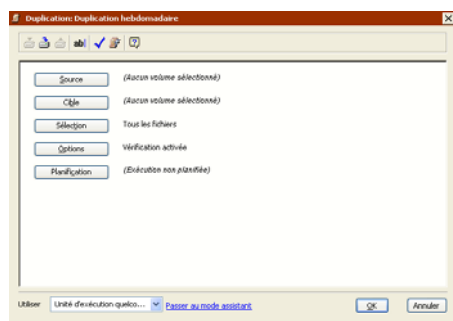 Duplication: Duplication hebdomadaire
ab|
Source (Aucun volume sélectionné)
Cible (Aucun volume sélectionné)
Sélection Tous les fichiers
Options Vérification activée
Planification (Exécution non planifiée)
Utiliser Unité d'exécution quelco... Passer au mode assistant OK Annuler